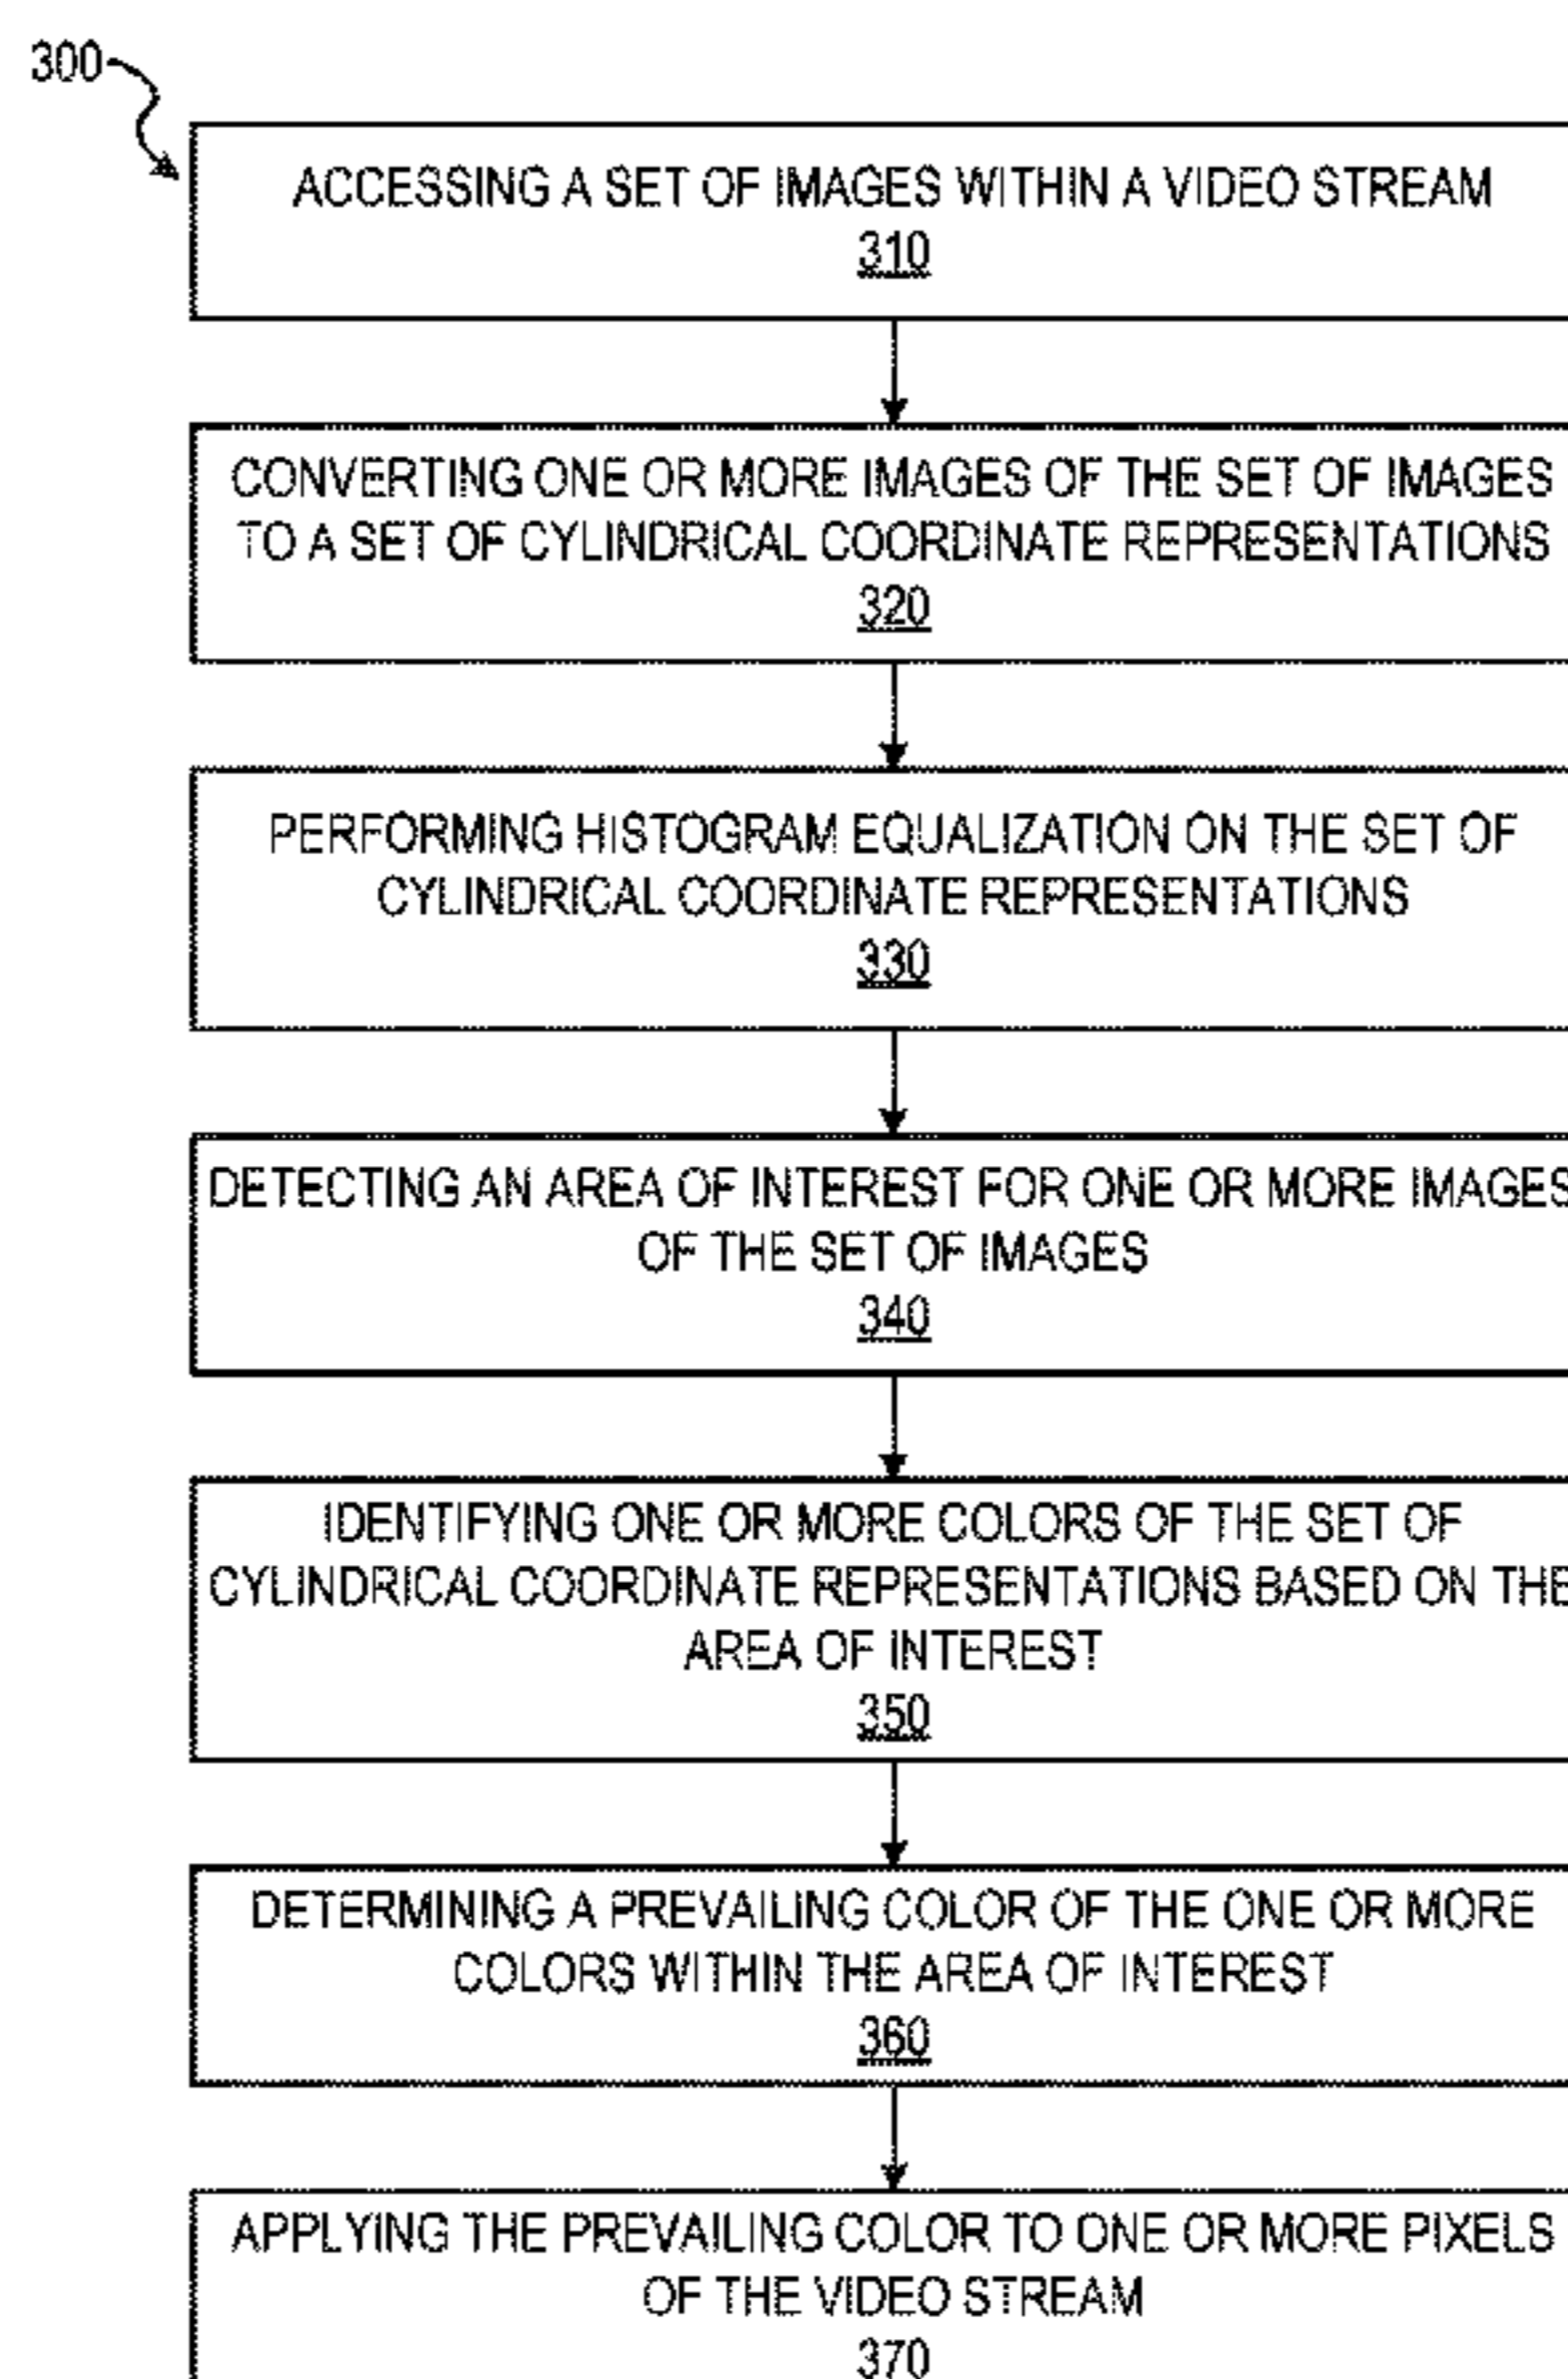 300
ACCESSING A SET OF IMAGES WITHIN A VIDEO STREAM
310
CONVERTING ONE OR MORE IMAGES OF THE SET OF IMAGES
TO A SET OF CYLINDRICAL COORDINATE REPRESENTATIONS
320
PERFORMING HISTOGRAM EQUALIZATION ON THE SET OF
CYLINDRICAL COORDINATE REPRESENTATIONS
330
DETECTING AN AREA OF INTEREST FOR ONE OR MORE IMAGES
OF THE SET OF IMAGES
340
IDENTIFYING ONE OR MORE COLORS OF THE SET OF
CYLINDRICAL COORDINATE REPRESENTATIONS BASED ON THE
AREA OF INTEREST
350
DETERMINING A PREVAILING COLOR OF THE ONE OR MORE
COLORS WITHIN THE AREA OF INTEREST
360
APPLYING THE PREVAILING COLOR TO ONE OR MORE PIXELS
OF THE VIDEO STREAM
370